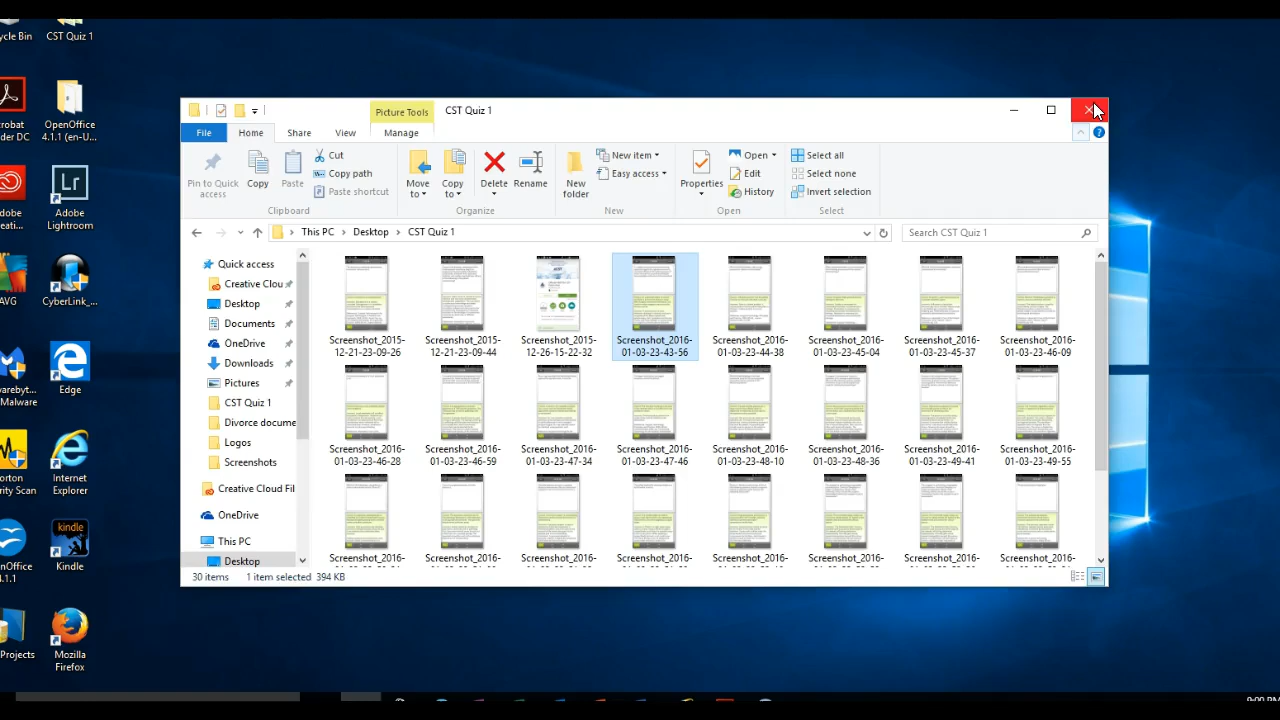 ycle Bin
CST Quiz 1
crobat
der DC
OpenOffice
4.1.1 (en-U...
dobe
eati...
Adobe
Lightroom
AVG
CyberLink_...
warebyt...
Malware
Edge
orton
rity Scan
Internet
Explorer
nOffice
4.1.1
kindle
Kindle
Projects
Mozilla
Firefox
Picture Tools
CST Quiz 1
File
Home
Share
View
Manage
Pin to Quick
access
Copy
Paste
Cut
Copy path
Paste shortcut
Clipboard
Move
to
Copy
to
Delete
Rename
Organize
New
folder
New item
Easy access
New
Properties
Open
Edit
History
Open
Select all
Select none
Invert selection
Select
This PC
Desktop
CST Quiz 1
Search CST Quiz 1
Quick access
Creative Clou
Desktop
Documents
OneDrive
Downloads
Pictures
CST Quiz 1
Divorce docume
Logos
Screenshots
Creative Cloud Fil
OneDrive
This PC
Desktop
Screenshot_2015-
12-21-23-09-26
Screenshot_2015-
12-21-23-09-44
Screenshot_2015-
12-26-15-22-32
Screenshot_2016-
01-03-23-43-56
Screenshot_2016-
01-03-23-44-38
Screenshot_2016-
01-03-23-45-04
Screenshot_2016-
01-03-23-45-37
Screenshot_2016-
01-03-23-46-09
Screenshot_2016-
01-03-23-46-28
Screenshot_2016-
01-03-23-46-59
Screenshot_2016-
01-03-23-47-34
Screenshot_2016-
01-03-23-47-46
Screenshot_2016-
01-03-23-48-10
Screenshot_2016-
01-03-23-48-36
Screenshot_2016-
01-03-23-49-41
Screenshot_2016-
01-03-23-49-55
Screenshot_2016-
Screenshot_2016-
Screenshot_2016-
Screenshot_2016-
Screenshot_2016-
Screenshot_2016-
Screenshot_2016-
Screenshot_2016-
30 items
1 item selected 394 KB